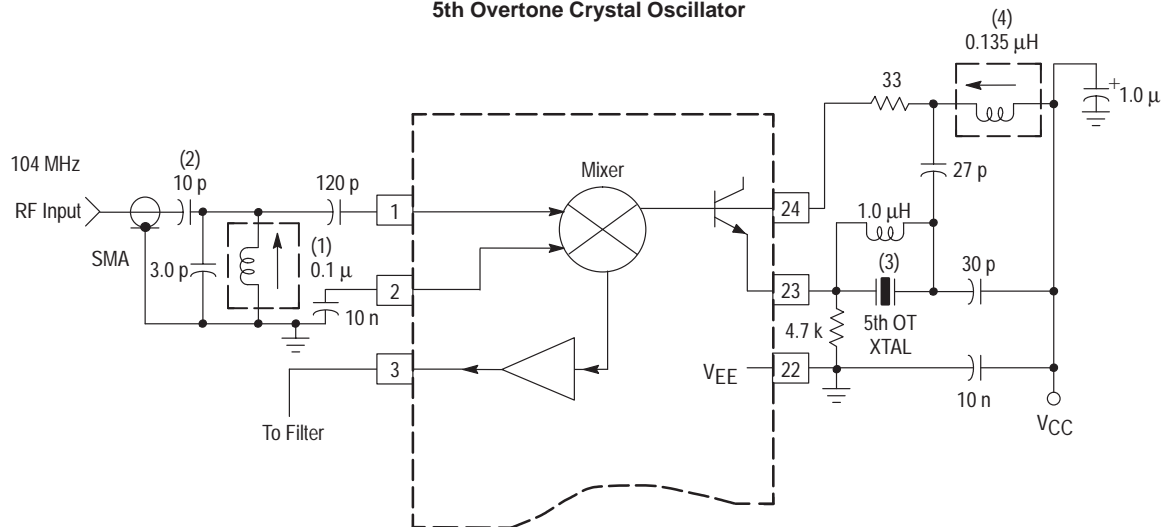 5th Overtone Crystal Oscillator
(4)
0.135 μH
33
+
1.0 μ
104 MHz
(2)
10 p
120 p
Mixer
27 p
RF Input
1
24
1.0 μH
SMA
3.0 p
(1)
0.1 μ
(3)
30 p
2
23
10 n
4.7 k
5th OT
XTAL
3
VEE
22
10 n
To Filter
VCC